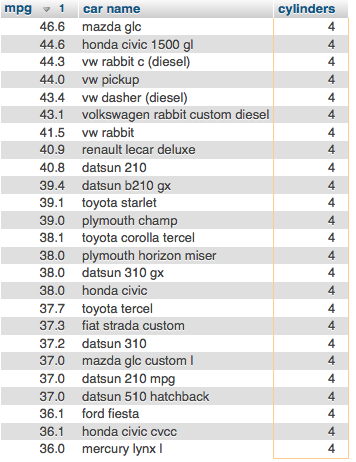 mpg 1 car name cylinders
46.6 mazda glc 4
44.6 honda civic 1500 gl 4
44.3 vw rabbit c (diesel) 4
44.0 vw pickup 4
43.4 vw dasher (diesel) 4
43.1 volkswagen rabbit custom diesel 4
41.5 vw rabbit 4
40.9 renault lecar deluxe 4
40.8 datsun 210 4
39.4 datsun b210 gx 4
39.1 toyota starlet 4
39.0 plymouth champ 4
38.1 toyota corolla tercel 4
38.0 plymouth horizon miser 4
38.0 datsun 310 gx 4
38.0 honda civic 4
37.7 toyota tercel 4
37.3 fiat strada custom 4
37.2 datsun 310 4
37.0 mazda glc custom l 4
37.0 datsun 210 mpg 4
37.0 datsun 510 hatchback 4
36.1 ford fiesta 4
36.1 honda civic cvcc 4
36.0 mercury lynx l 4